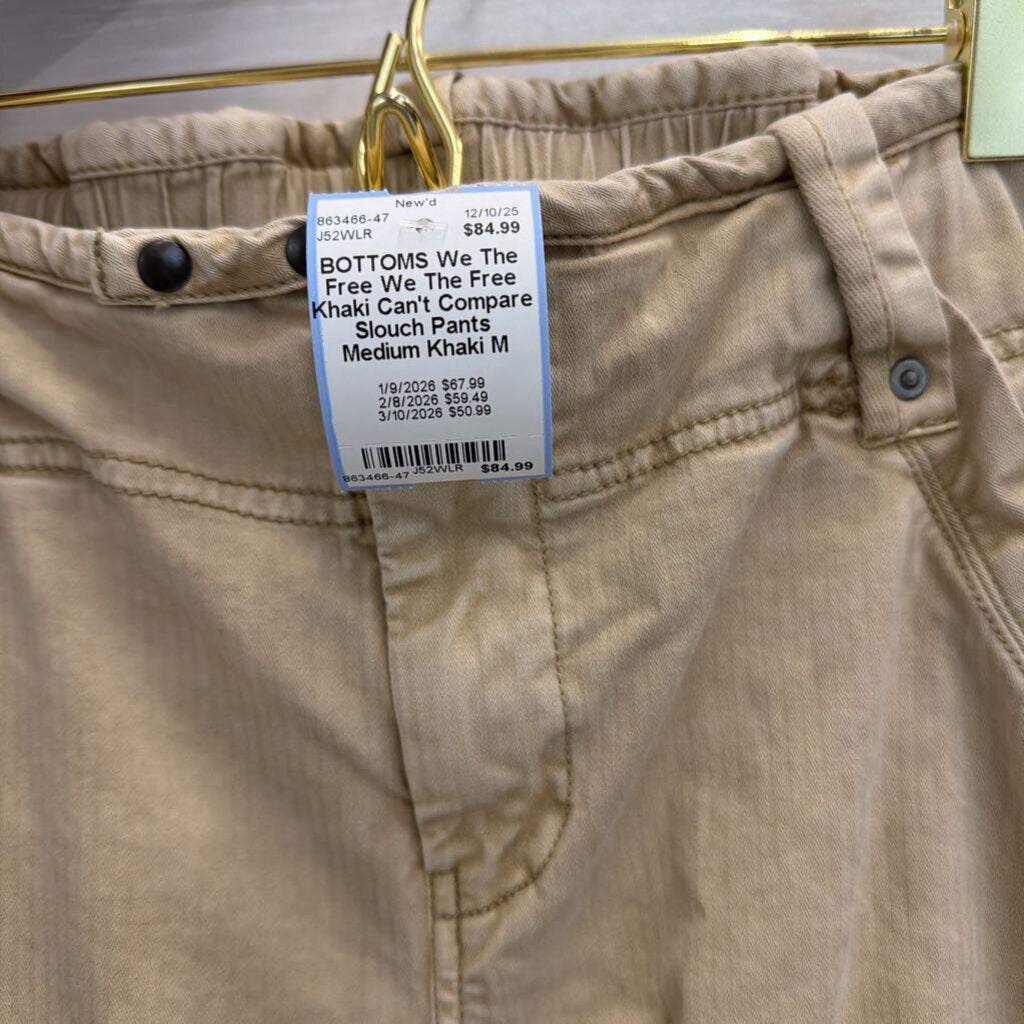 New'd
863466-47 12/10/25
J52WLR $84.99
BOTTOMS We The
Free We The Free
Khaki Can't Compare
Slouch Pants
Medium Khaki M
1/9/2026 $67.99
2/8/2026 $59.49
3/10/2026 $50.99
863466-47 J52WLR $84.99